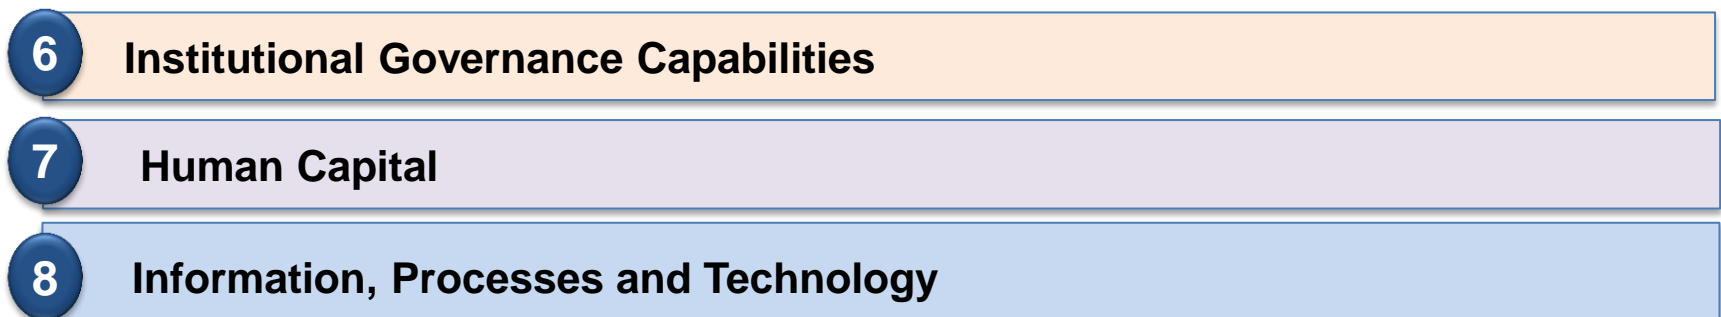 6 Institutional Governance Capabilities
7 Human Capital
8 Information, Processes and Technology